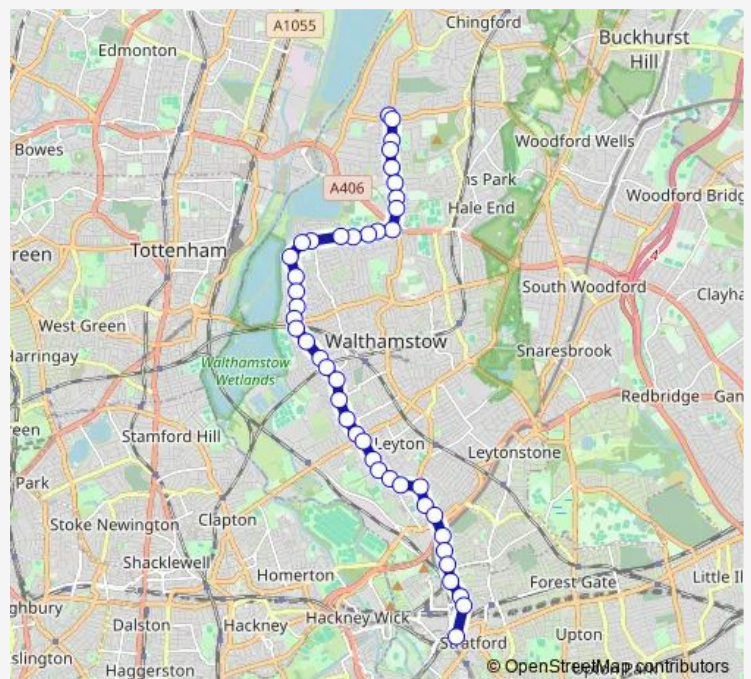 Chingford
A1055
Buckhurst
Hill
Edmonton
Woodford Wells
Bowes
ns Park
A406
Woodford Bridg
Hale End
Tottenham
reen
4
South Woodford
Clayha
West Green
Walthamstow
Snaresbrook
Harringay
Walthamstow
Wetlands
Redbridge
Gan
reen
Stamford Hill
Leyton
Leytonstone
Park
Stoke Newington
Clapton
Shacklewell
Homerton
Forest Gate
Little Il
ghbury
Hackney Wick
Dalston
Hackney
Upton
Stratford
slington
Haggerston
© OpenStreetMap contributors